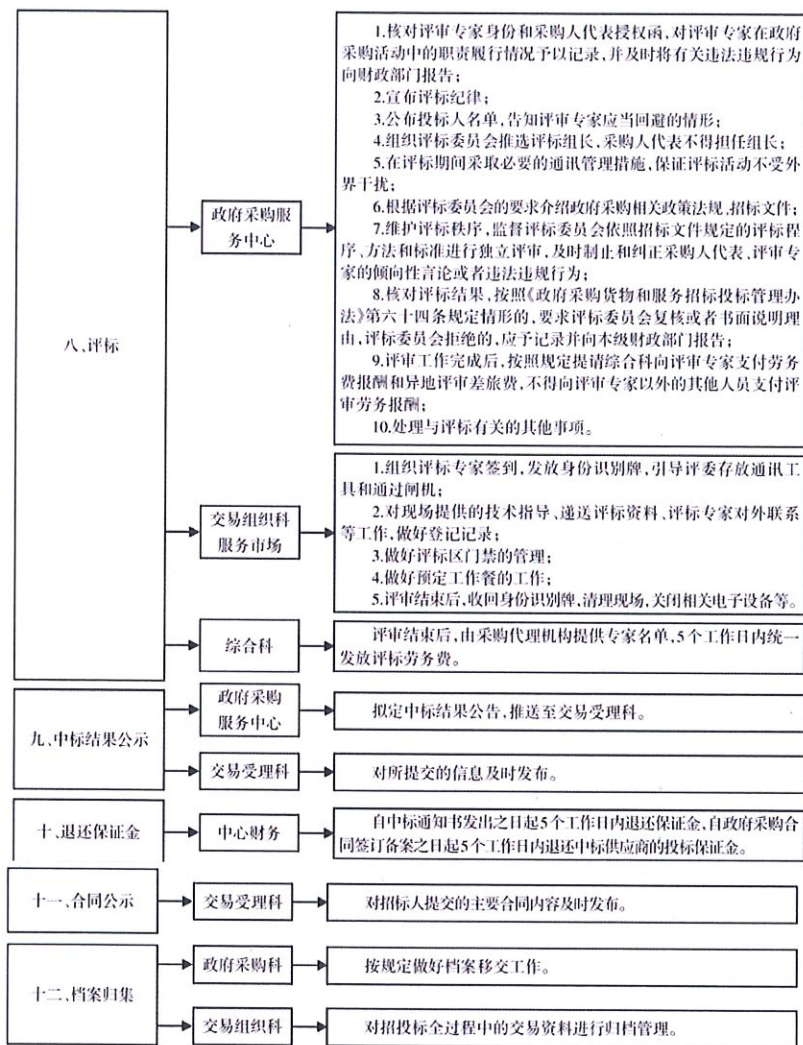 八、评标
政府采购服
务中心
1.核对评审专家身份和采购人代表授权函,对评审专家在政府
采购活动中的职责履行情况予以记录,并及时将有关违法违规行为
向财政部门报告;
2.宣布评标纪律;
3.公布投标人名单,告知评审专家应当回避的情形;
4.组织评标委员会推选评标组长,采购人代表不得担任组长;
5.在评标期间采取必要的通讯管理措施,保证评标活动不受外
界干扰;
6.根据评标委员会的要求介绍政府采购相关政策法规、招标文件;
7.维护评标秩序,监督评标委员会依照招标文件规定的评标程
序、方法和标准进行独立评审,及时制止和纠正采购人代表、评审专
家的倾向性言论或者违法违规行为;
8.核对评标结果,按照《政府采购货物和服务招标投标管理办
法》第六十四条规定情形的,要求评标委员会复核或者书面说明理
由,评标委员会拒绝的,应予记录并向本级财政部门报告;
9.评审工作完成后,按照规定提请综合科向评审专家支付劳务
费报酬和异地评审差旅费,不得向评审专家以外的其他人员支付评
审劳务报酬;
10.处理与评标有关的其他事项。
交易组织科
服务市场
1.组织评标专家签到,发放身份识别牌,引导评委存放通讯工
具和通过闸机;
2.对现场提供的技术指导、递送评标资料、评标专家对外联系
等工作,做好登记记录;
3.做好评标区门禁的管理;
4.做好预定工作餐的工作;
5.评审结束后,收回身份识别牌,清理现场,关闭相关电子设备等。
综合科
评审结束后,由采购代理机构提供专家名单,5个工作日内统一
发放评标劳务费。
九、中标结果公示
政府采购
服务中心
拟定中标结果公告,推送至交易受理科。
交易受理科
对所提交的信息及时发布。
十、退还保证金
中心财务
自中标通知书发出之日起5个工作日内退还保证金,自政府采购合
同签订备案之日起5个工作日内退还中标供应商的投标保证金。
十一、合同公示
交易受理科
对招标人提交的主要合同内容及时发布。
十二、档案归集
政府采购科
按规定做好档案移交工作。
交易组织科
对招投标全过程中的交易资料进行归档管理。